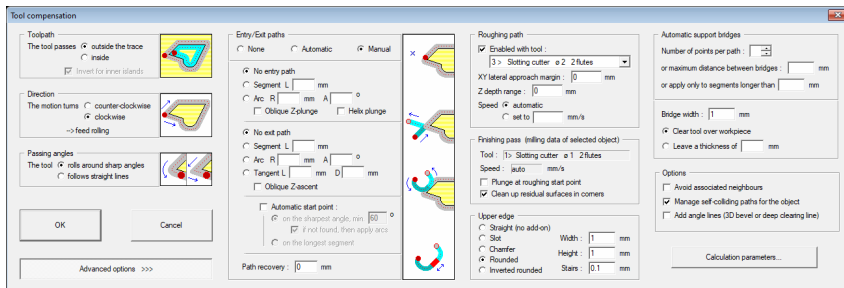 Tool compensation
Toolpath
The tool passes outside the trace
inside
Invert for inner islands
Direction
The motion turns counter-clockwise
clockwise
--> feed rolling
Passing angles
The tool rolls around sharp angles
follows straight lines
OK Cancel
Advanced options >>>
Entry/Exit paths
None Automatic Manual
No entry path
Segment L mm
Arc R mm A °
Oblique Z-plunge Helix plunge
No exit path
Segment L mm
Arc R mm A °
Tangent L mm D mm
Oblique Z-ascent
Automatic start point :
on the sharpest angle, min 60 °
if not found, then apply arcs
on the longest segment
Path recovery : 0 mm
Roughing path
Enabled with tool :
3 > Slotting cutter ø 2 2 flutes
XY lateral approach margin : 0 mm
Z depth range : 0 mm
Speed automatic
set to mm/s
Finishing pass (milling data of selected object)
Tool : 1> Slotting cutter ø 1 2 flutes
Speed : auto mm/s
Plunge at roughing start point
Clean up residual surfaces in corners
Upper edge
Straight (no add-on)
Slot Width : 1 mm
Chamfer
Height : 1 mm
Rounded
Inverted rounded Stairs : 0.1 mm
Automatic support bridges
Number of points per path :
or maximum distance between bridges : mm
or apply only to segments longer than mm
Bridge width : 1 mm
Clear tool over workpiece
Leave a thickness of mm
Options
Avoid associated neighbours
Manage self-colliding paths for the object
Add angle lines (3D bevel or deep clearing line)
Calculation parameters...